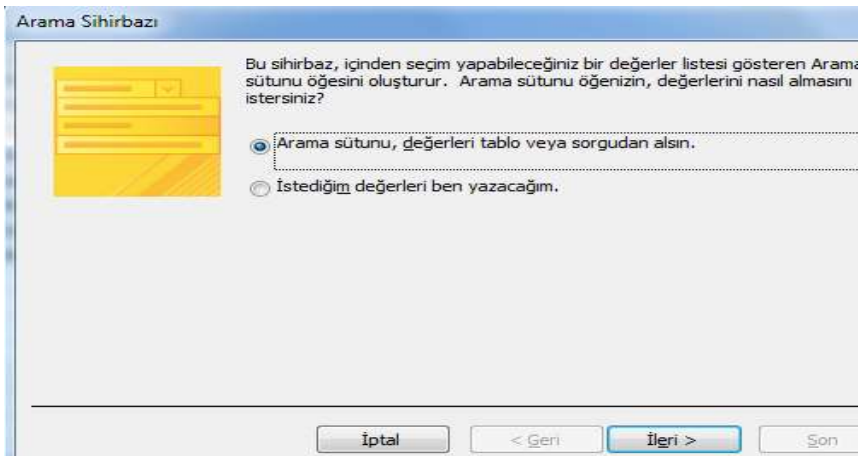 Arama Sihirbazı
Bu sihirbaz, içinden seçim yapabileceğiniz bir değerler listesi gösteren Arama
sütunu öğesini oluşturur. Arama sütunu öğenizin, değerlerini nasıl almasını
istersiniz?
Arama sütunu, değerleri tablo veya sorgudan alsın.
İstediğim değerleri ben yazacağım.
İptal
< Geri
İleri >
Son